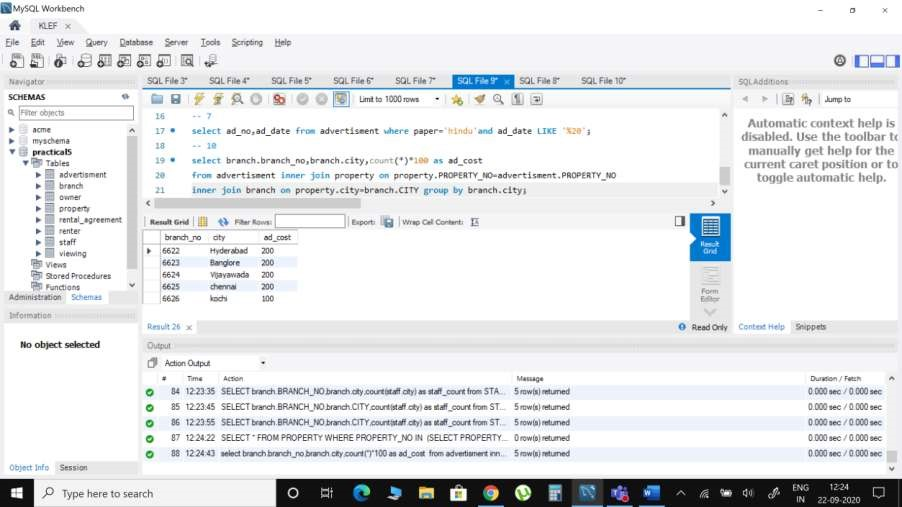 MySQL Workbench
KLEF ×
File Edit View Query Database Server Tools Scripting Help
Navigator
SCHEMAS
Filter objects
acme
myschema
practical5
Tables
advertisment
branch
owner
property
rental_agreement
renter
staff
viewing
Views
Stored Procedures
Functions
Administration Schemas
Information
No object selected
Object Info Session
SQL File 3* SQL File 4* SQL File 5* SQL File 6* SQL File 7* SQL File 9* × SQL File 8* SQL File 10*
Limit to 1000 rows
16 -- 7
17 select ad_no,ad_date from advertisment where paper='hindu'and ad_date LIKE '%20';
18 -- 10
19 select branch.branch_no,branch.city,count(*)*100 as ad_cost
20 from advertisment inner join property on property.PROPERTY_NO=advertisment.PROPERTY_NO
21 inner join branch on property.city=branch.CITY group by branch.city;
Result Grid Filter Rows: Export: Wrap Cell Content:
branch_no city ad_cost
6622 Hyderabad 200
6623 Banglore 200
6624 Vijayawada 200
6625 chennai 200
6626 kochi 100
Result Grid
Form Editor
Result 26 ×
Read Only
SQLAdditions
Jump to
Automatic context help is
disabled. Use the toolbar to
manually get help for the
current caret position or to
toggle automatic help.
Context Help Snippets
Output
Action Output
# Time Action Message Duration / Fetch
84 12:23:35 SELECT branch.BRANCH_NO,branch.city,count(staff.city) as staff_count from STA... 5 row(s) returned 0.000 sec / 0.000 sec
85 12:23:45 SELECT branch.BRANCH_NO,branch.CITY,count(staff.city) as staff_count from ST... 5 row(s) returned 0.000 sec / 0.000 sec
86 12:23:55 SELECT branch.BRANCH_NO,branch.CITY,count(staff.city) as staff_count from ST... 5 row(s) returned 0.000 sec / 0.000 sec
87 12:24:22 SELECT * FROM PROPERTY WHERE PROPERTY_NO IN (SELECT PROPERTY... 0 row(s) returned 0.000 sec / 0.000 sec
88 12:24:43 select branch.branch_no,branch.city,count(*)*100 as ad_cost from advertisment inn... 5 row(s) returned 0.000 sec / 0.000 sec
Type here to search
ENG
IN
12:24
22-09-2020